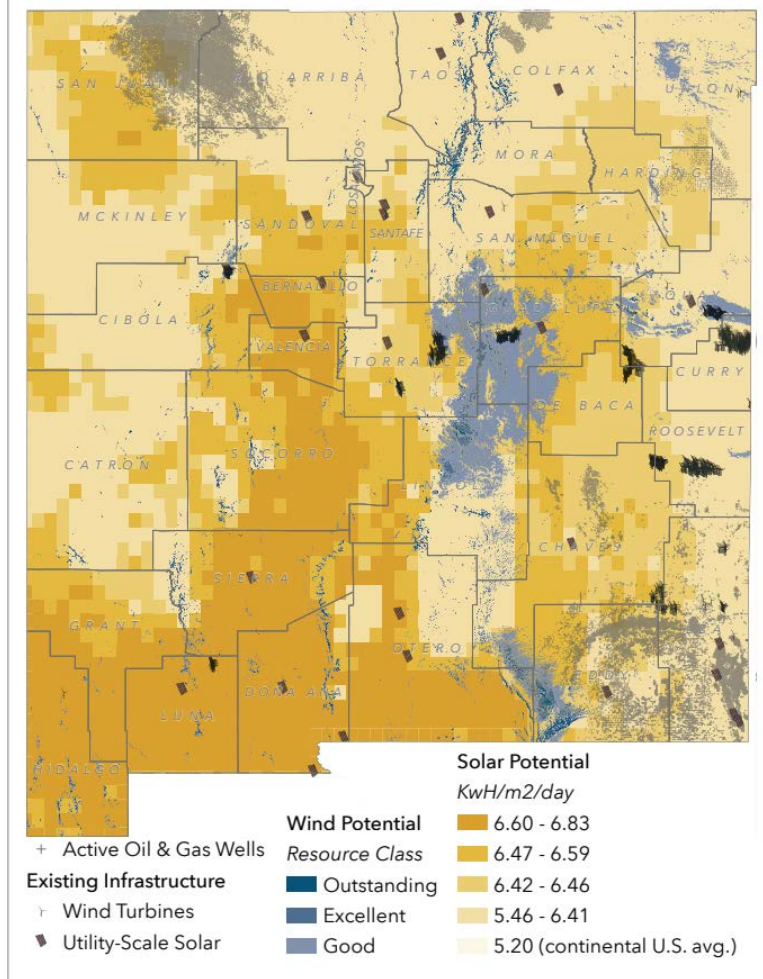 SAN JUAN
RIO ARRIBA
TAOS
COLFAX
UNION
LOS ALAMOS
MORA
HARDING
MCKINLEY
SANDOVAL
SANTAFE
SAN MIGUEL
BERNALILLO
CIBOLA
VALENCIA
TORRANCE
GUADALUPE
QUAY
CURRY
DE BACA
ROOSEVELT
CATRON
SOCORRO
LINCOLN
CHAVES
SIERRA
GRANT
OTERO
EDDY
LUNA
DONA ANA
HIDALGO
Active Oil & Gas Wells
Existing Infrastructure
Wind Turbines
Utility-Scale Solar
Wind Potential
Resource Class
Outstanding
Excellent
Good
Solar Potential
KwH/m2/day
6.60 - 6.83
6.47 - 6.59
6.42 - 6.46
5.46 - 6.41
5.20 (continental U.S. avg.)